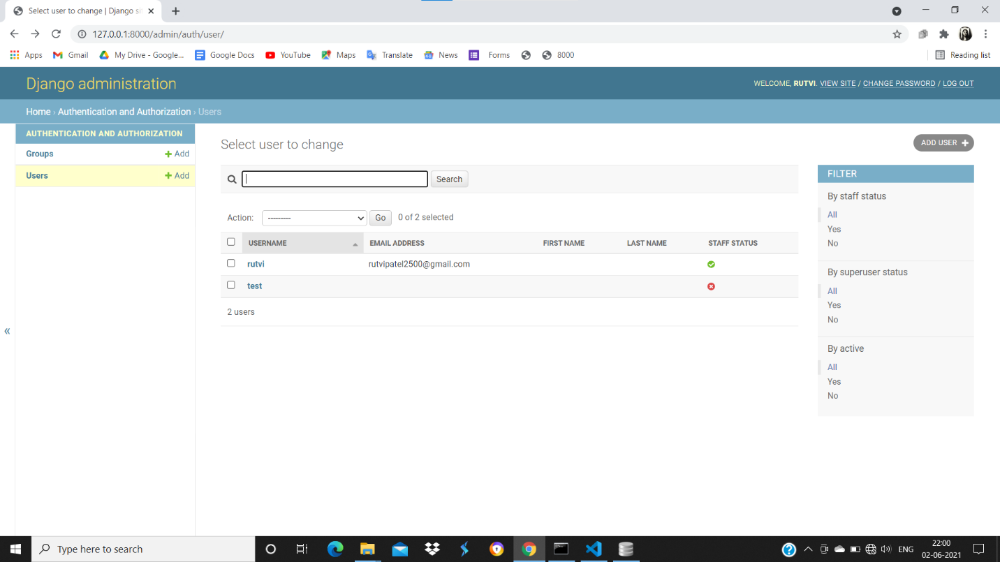 Select user to change | Django si
127.0.0.1:8000/admin/auth/user/
Apps Gmail My Drive - Google... Google Docs YouTube Maps Translate News Forms 8000 Reading list
Django administration
WELCOME, RUTVI. VIEW SITE / CHANGE PASSWORD / LOG OUT
Home › Authentication and Authorization › Users
AUTHENTICATION AND AUTHORIZATION
Groups + Add
Users + Add
«
Select user to change
ADD USER +
Search
Action: --------- Go 0 of 2 selected
USERNAME EMAIL ADDRESS FIRST NAME LAST NAME STAFF STATUS
rutvi rutvipatel2500@gmail.com
test
2 users
FILTER
By staff status
All
Yes
No
By superuser status
All
Yes
No
By active
All
Yes
No
Type here to search
ENG
22:00
02-06-2021